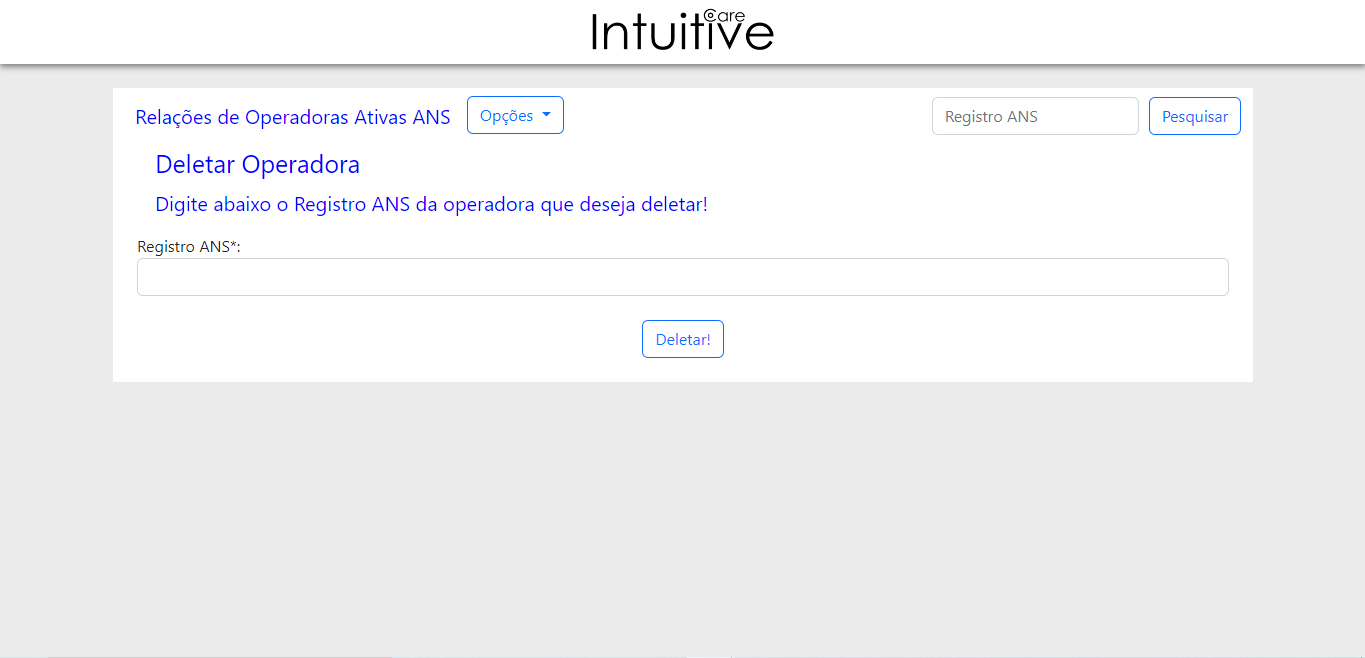 Intuitive Care
Relações de Operadoras Ativas ANS Opções Registro ANS Pesquisar
Deletar Operadora
Digite abaixo o Registro ANS da operadora que deseja deletar!
Registro ANS*:
Deletar!